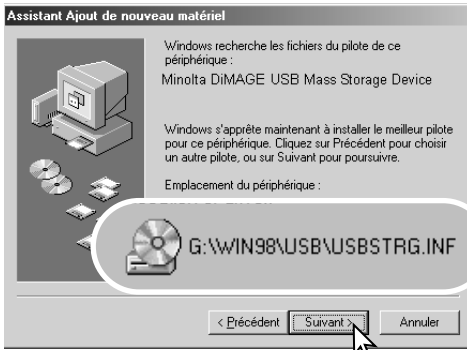 Assistant Ajout de nouveau matériel
Windows recherche les fichiers du pilote de ce
périphérique :
Minolta DiMAGE USB Mass Storage Device
Windows s'apprête maintenant à installer le meilleur pilote
pour ce périphérique. Cliquez sur Précédent pour choisir
un autre pilote, ou sur Suivant pour poursuivre.
Emplacement du périphérique :
G:\WIN98\USB\USBSTRG.INF
< Précédent
Suivant >
Annuler